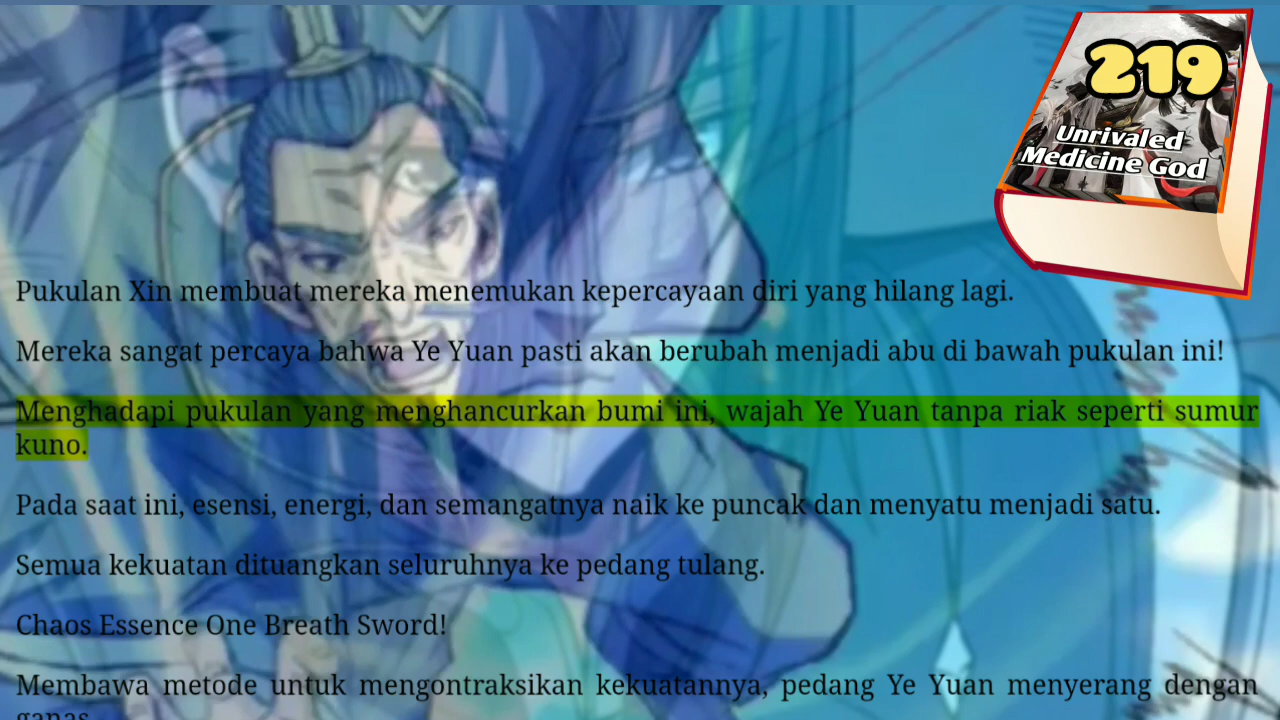 219
Unrivaled
Medicine God
Pukulan Xin membuat mereka menemukan kepercayaan diri yang hilang lagi.
Mereka sangat percaya bahwa Ye Yuan pasti akan berubah menjadi abu di bawah pukulan ini!
Menghadapi pukulan yang menghancurkan bumi ini, wajah Ye Yuan tanpa riak seperti sumur
kuno.
Pada saat ini, esensi, energi, dan semangatnya naik ke puncak dan menyatu menjadi satu.
Semua kekuatan dituangkan seluruhnya ke pedang tulang.
Chaos Essence One Breath Sword!
Membawa metode untuk mengontraksikan kekuatannya, pedang Ye Yuan menyerang dengan
ganas.